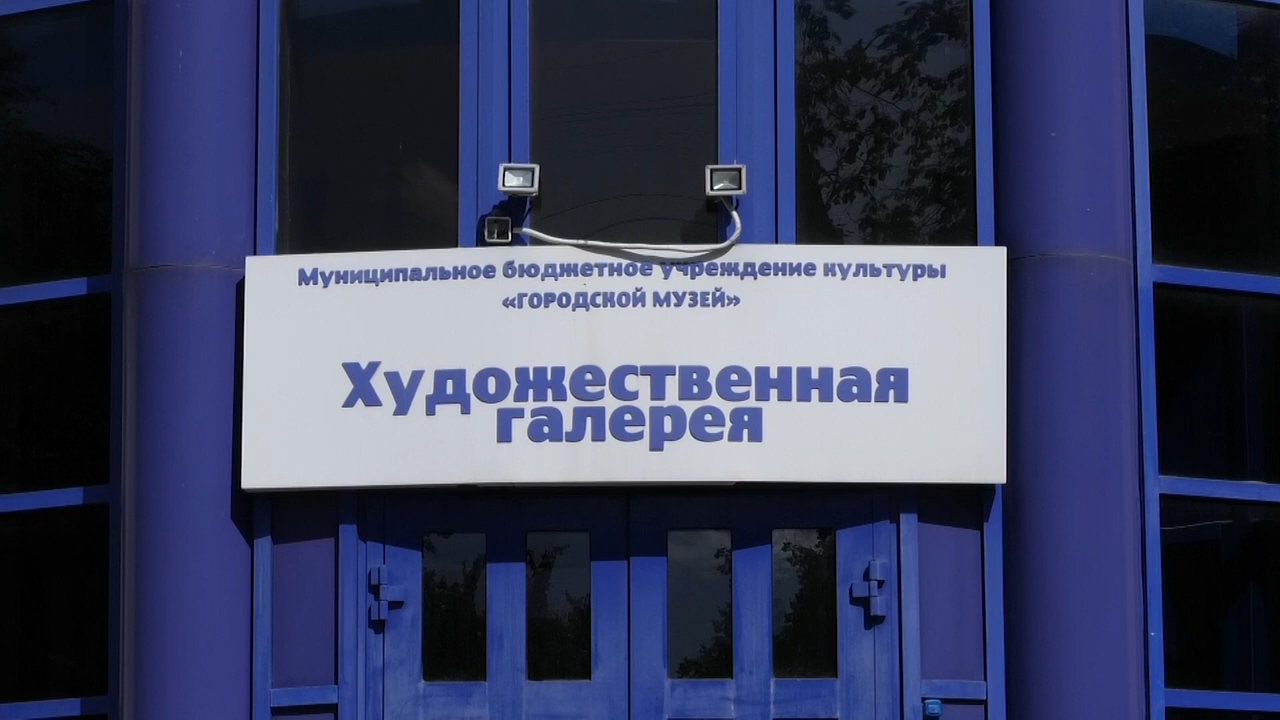 Муниципальное бюджетное учреждение культуры
«ГОРОДСКОЙ МУЗЕЙ»
Художественная
галерея